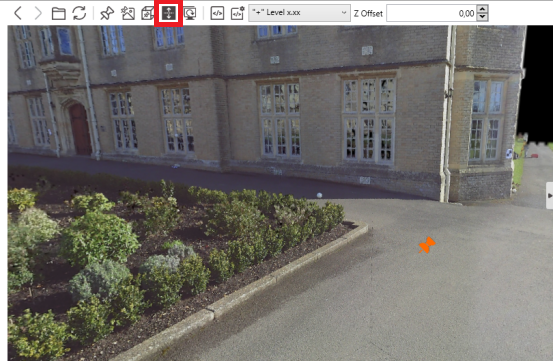 "+" Level x.xx Z Offset 0,00